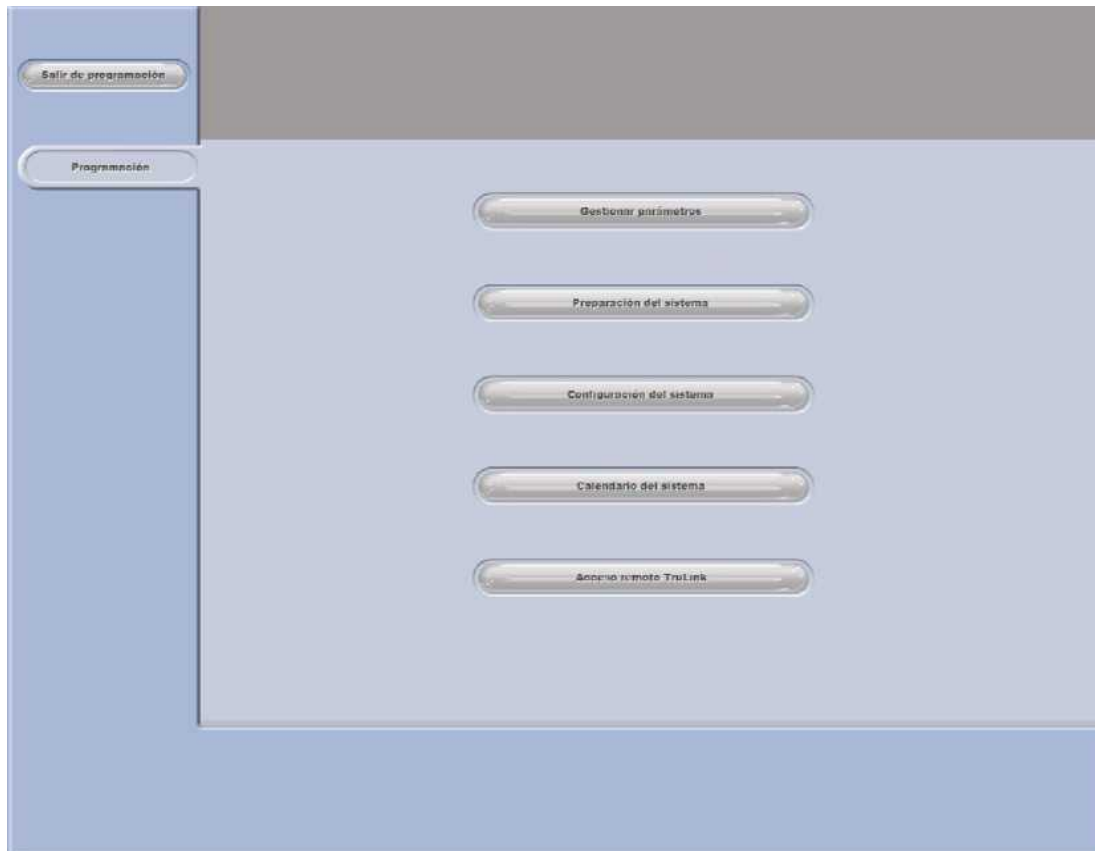 Salir de programación
Programación
Gestionar parámetros
Preparación del sistema
Configuración del sistema
Calendario del sistema
Acceso remoto TruLink